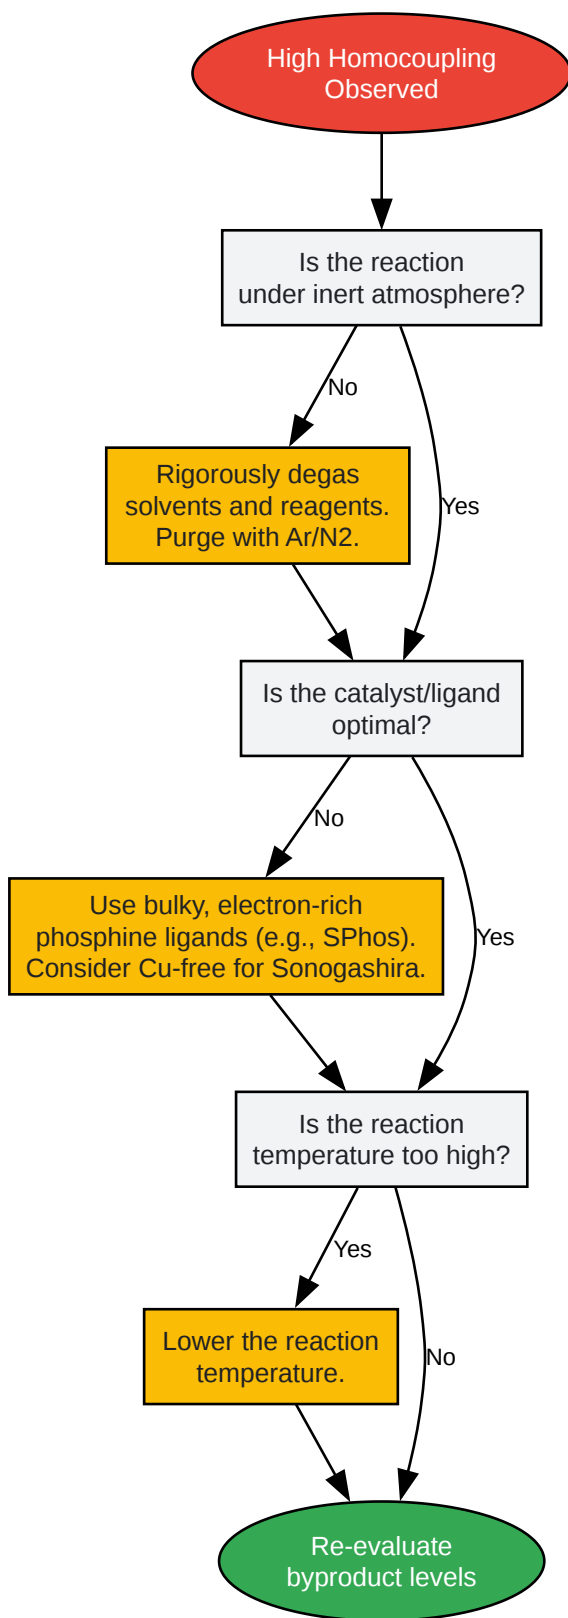 High Homocoupling
Observed
Is the reaction
under inert atmosphere?
No
Yes
Rigorously degas
solvents and reagents.
Purge with Ar/N2.
Is the catalyst/ligand
optimal?
No
Yes
Use bulky, electron-rich
phosphine ligands (e.g., SPhos).
Consider Cu-free for Sonogashira.
Is the reaction
temperature too high?
Yes
No
Lower the reaction
temperature.
Re-evaluate
byproduct levels